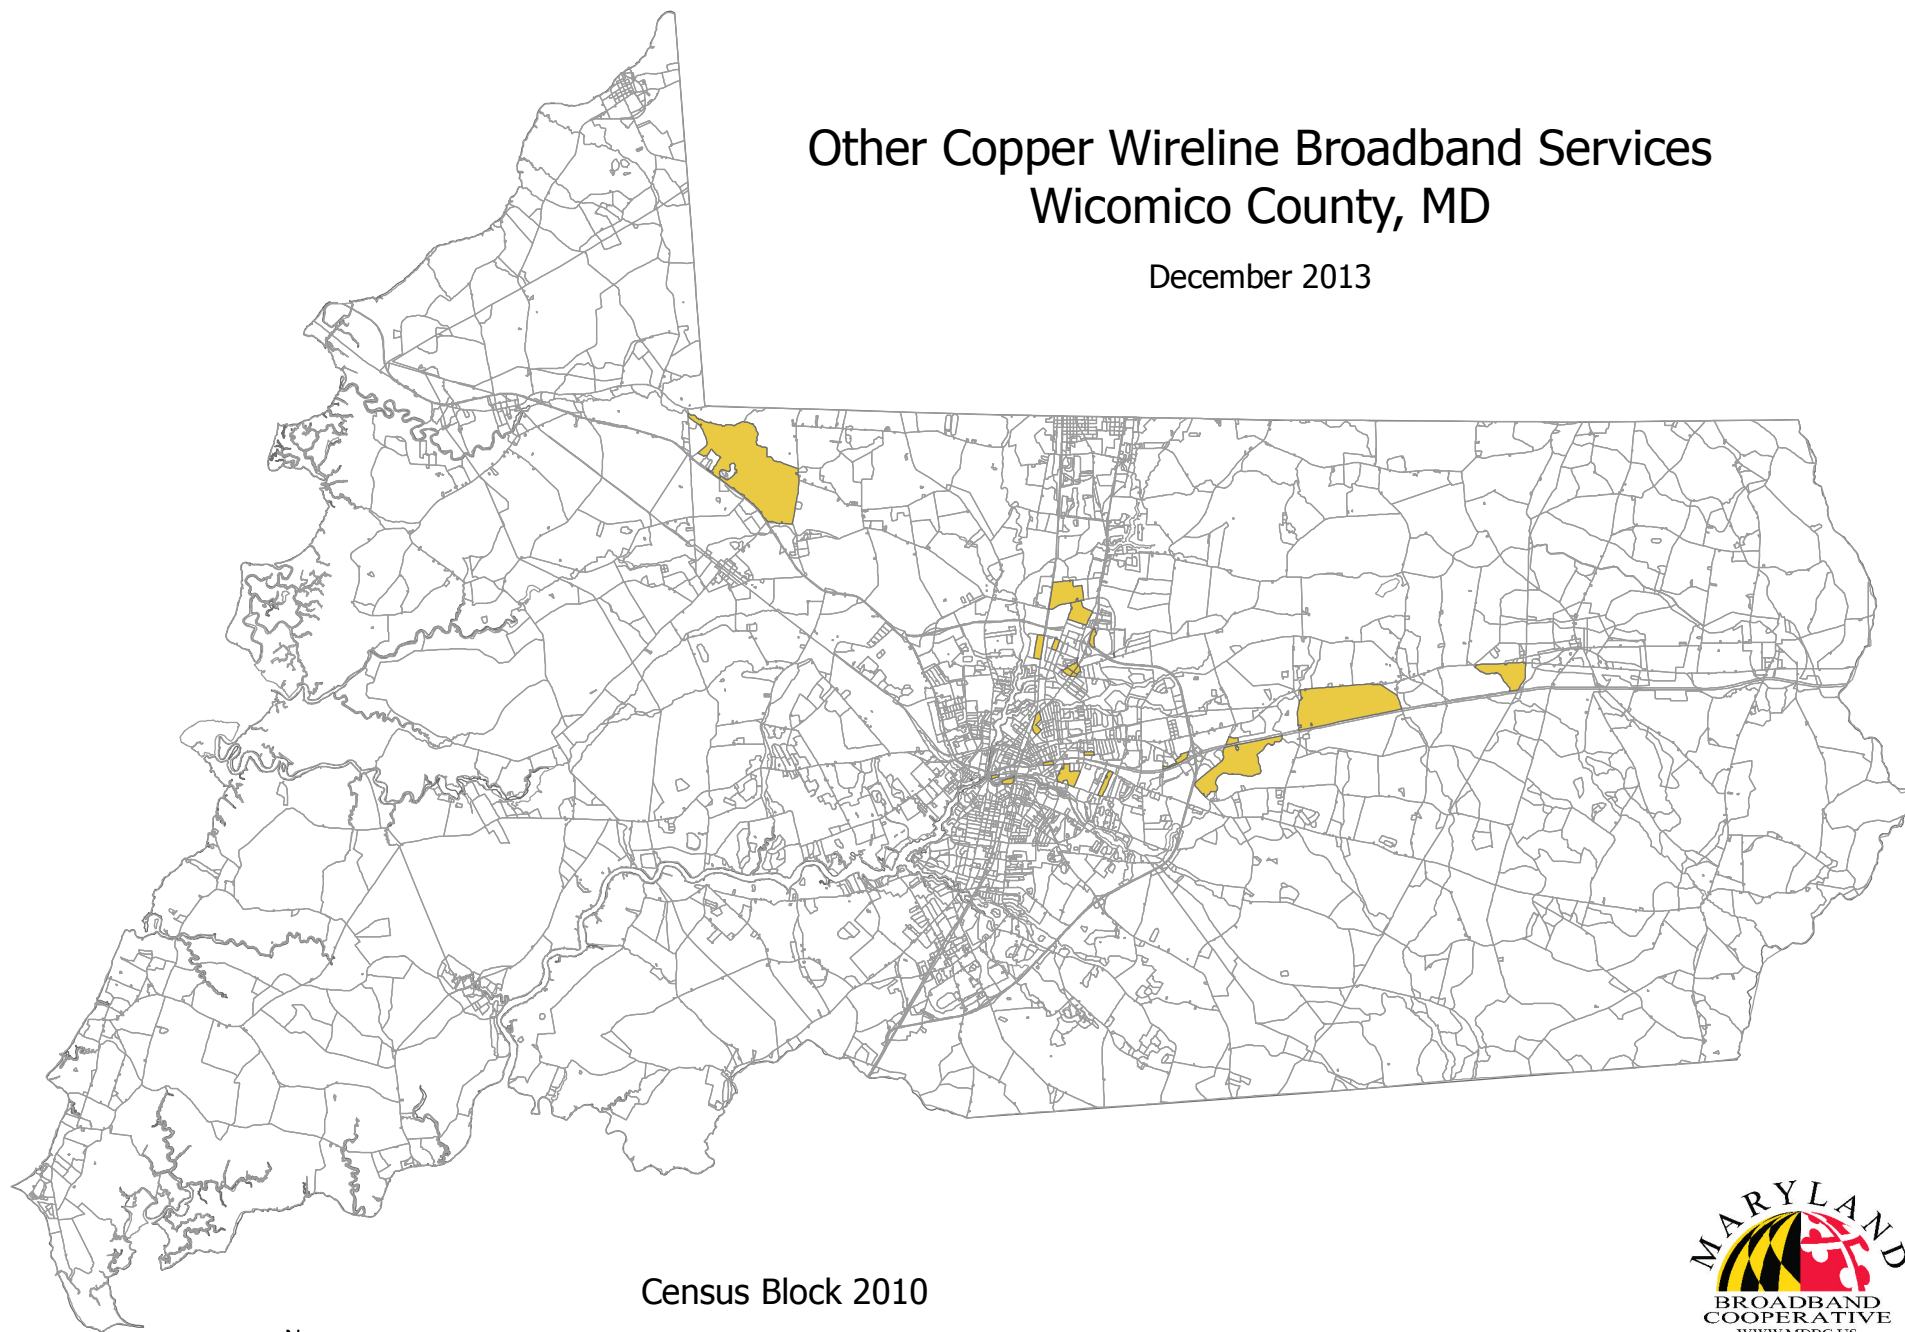 Other Copper Wireline Broadband Services
Wicomico County, MD
December 2013
Census Block 2010
MARYLAND
BROADBAND
COOPERATIVE